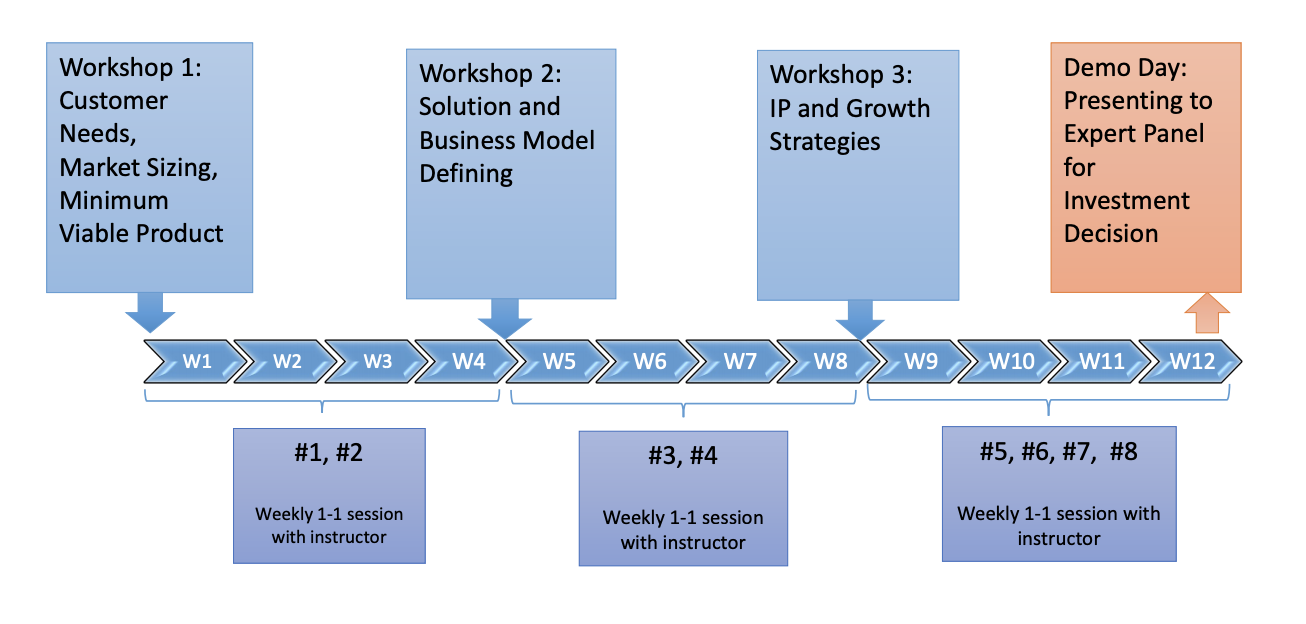 Workshop 1:
Customer
Needs,
Market Sizing,
Minimum
Viable Product
Workshop 2:
Solution and
Business Model
Defining
Workshop 3:
IP and Growth
Strategies
Demo Day:
Presenting to
Expert Panel
for
Investment
Decision
W1 W2 W3 W4 W5 W6 W7 W8 W9 W10 W11 W12
#1, #2
Weekly 1-1 session
with instructor
#3, #4
Weekly 1-1 session
with instructor
#5, #6, #7, #8
Weekly 1-1 session with
instructor